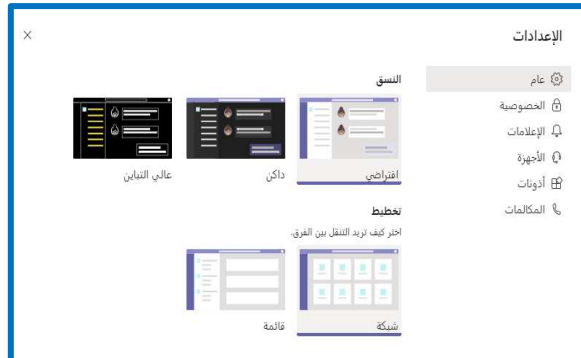 الإعدادات
عام
الخصوصية
الإعلامات
الأجهزة
أذونات
المكالمات
النسق
افتراضي
داكن
عالي التباين
تخطيط
اختر كيف تريد التنقل بين الفرق.
شبكة
قائمة